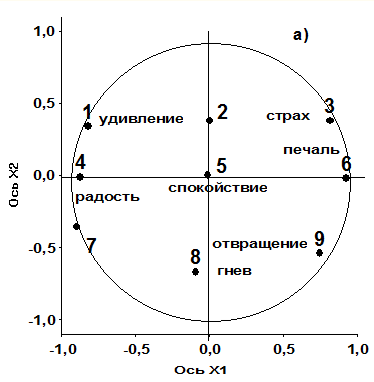 1,0
а)
0,5
1
2
3
удивление
страх
печаль
4
5
6
0,0
радость
спокойствие
отвращение
9
7
8
гнев
-0,5
-1,0
-1,0
-0,5
0,0
0,5
1,0
Ось X1
Ось X2